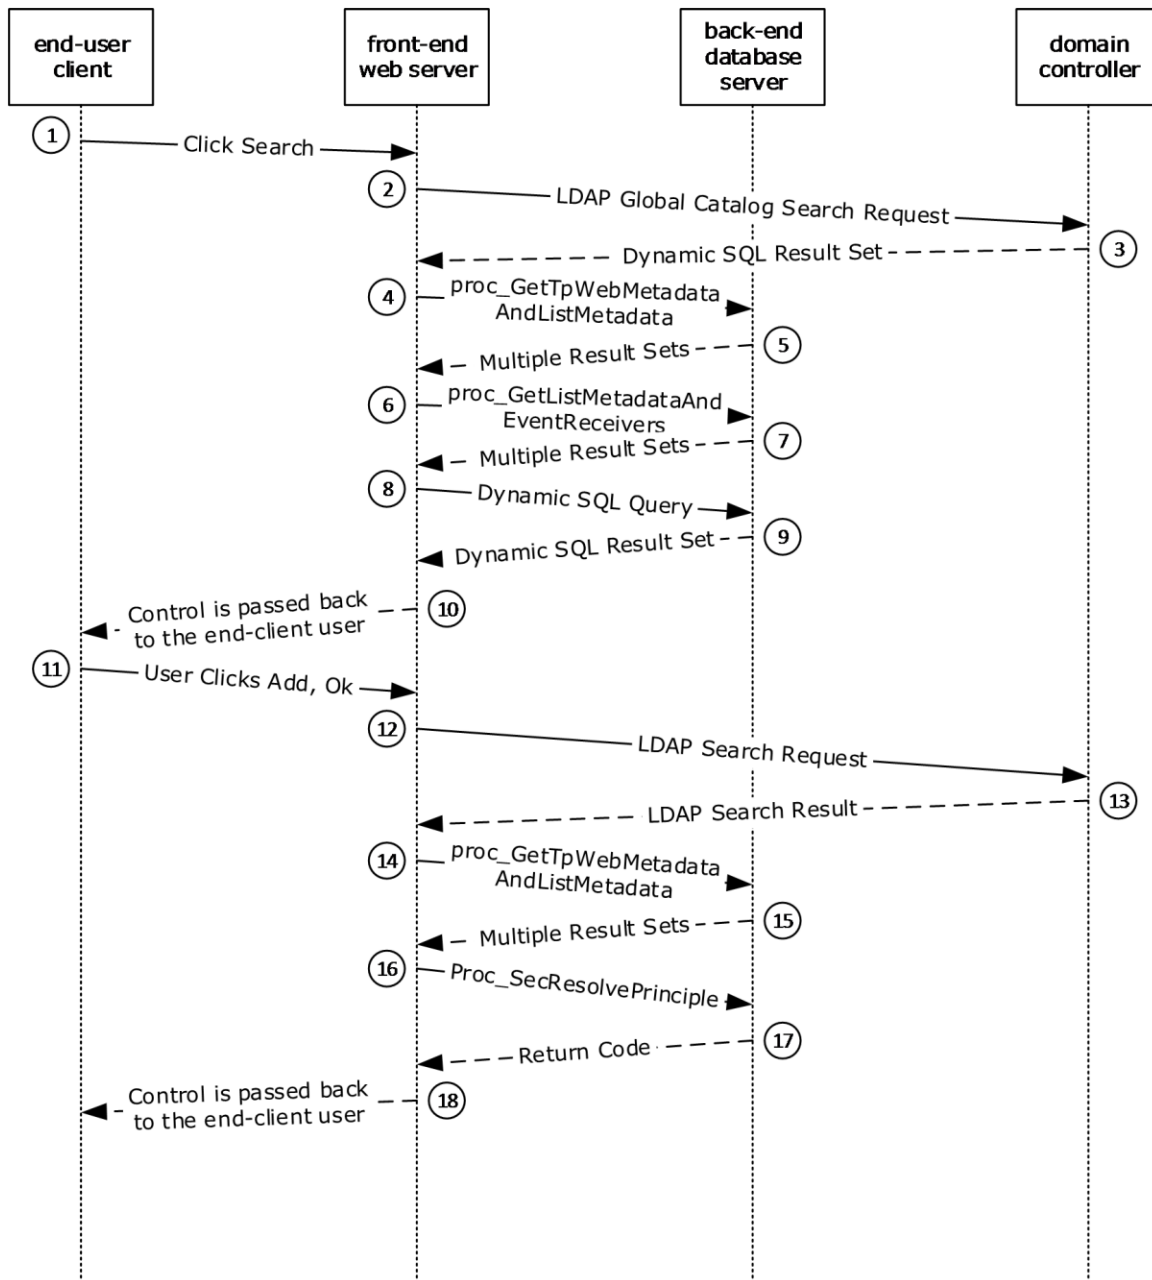 end-user
client
front-end
web server
back-end
database
server
domain
controller
1
Click Search
2
LDAP Global Catalog Search Request
3
Dynamic SQL Result Set
4
proc_GetTpWebMetadata
AndListMetadata
5
Multiple Result Sets
6
proc_GetListMetadataAnd
EventReceivers
7
Multiple Result Sets
8
Dynamic SQL Query
9
Dynamic SQL Result Set
10
Control is passed back
to the end-client user
11
User Clicks Add, Ok
12
LDAP Search Request
13
LDAP Search Result
14
proc_GetTpWebMetadata
AndListMetadata
15
Multiple Result Sets
16
Proc_SecResolvePrinciple
17
Return Code
18
Control is passed back
to the end-client user